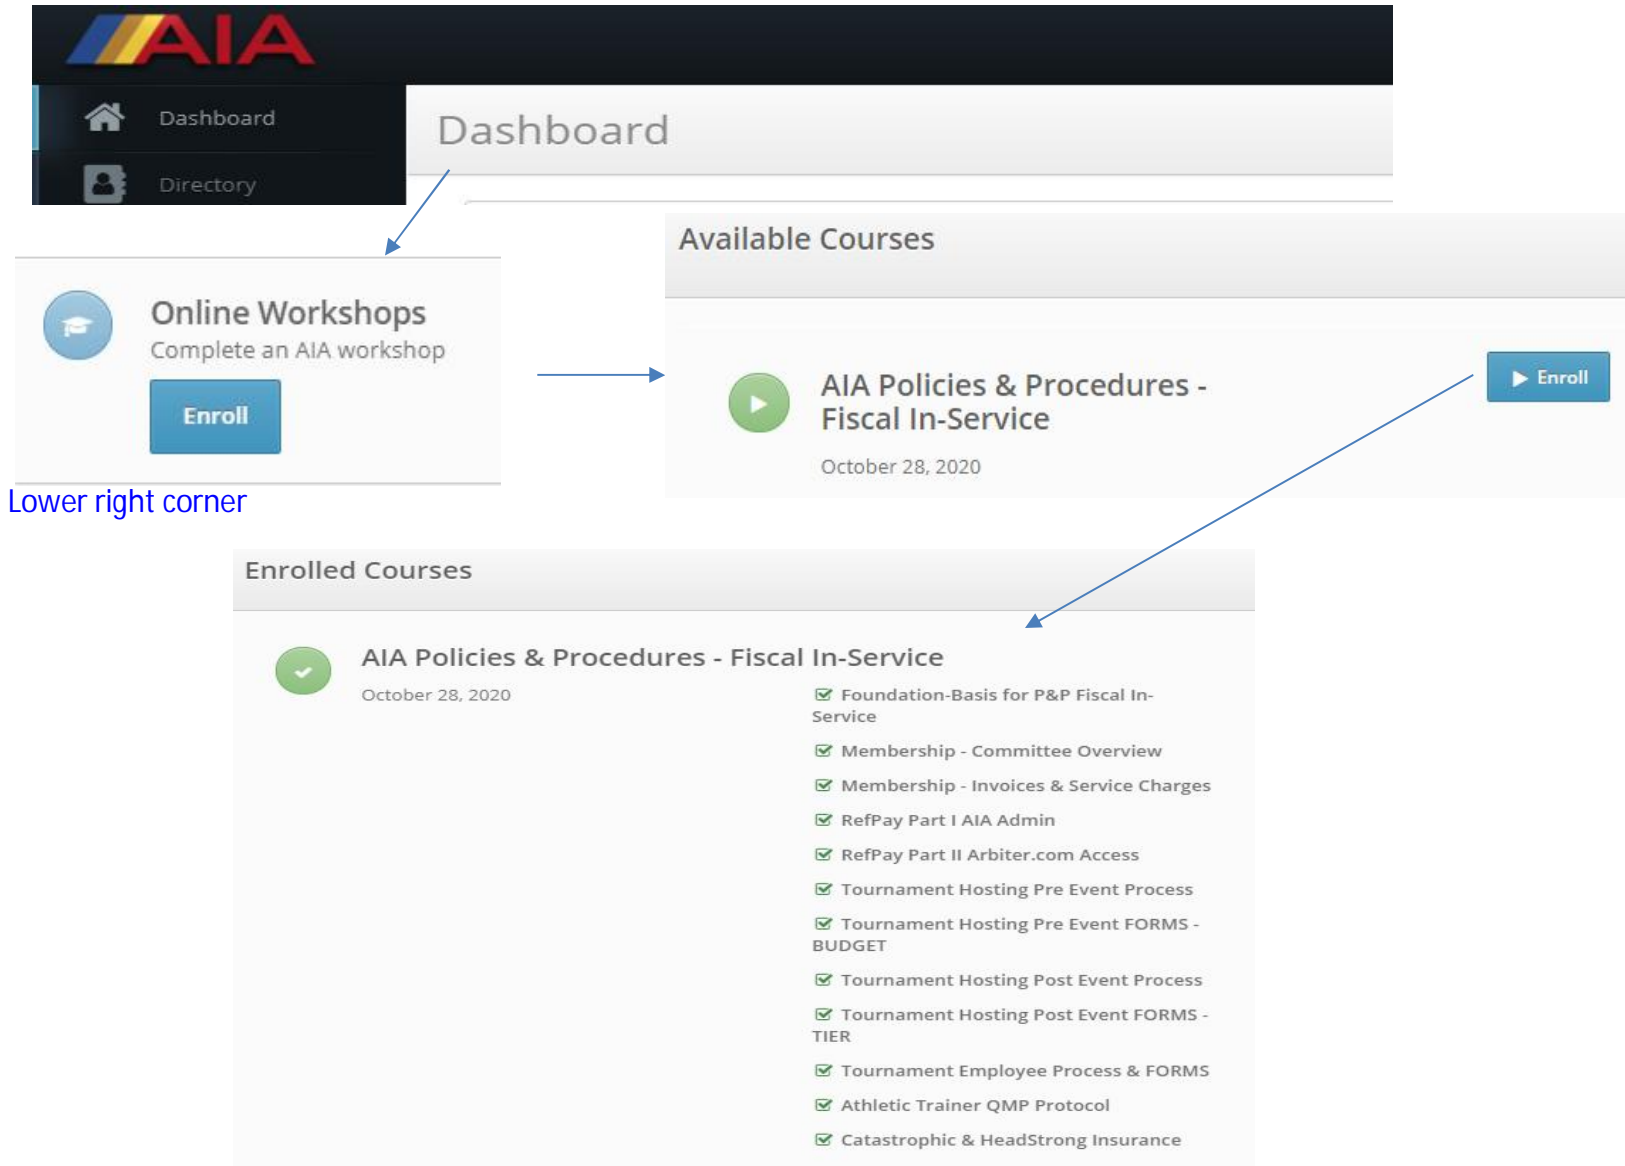 AIA
Dashboard
Dashboard
Directory
Available Courses
Online Workshops
Complete an AIA workshop
Enroll
Lower right corner
AIA Policies & Procedures -
Fiscal In-Service
October 28, 2020
Enroll
Enrolled Courses
AIA Policies & Procedures - Fiscal In-Service
October 28, 2020
Foundation-Basis for P&P Fiscal In-
Service
Membership - Committee Overview
Membership - Invoices & Service Charges
RefPay Part I AIA Admin
RefPay Part II Arbiter.com Access
Tournament Hosting Pre Event Process
Tournament Hosting Pre Event FORMS -
BUDGET
Tournament Hosting Post Event Process
Tournament Hosting Post Event FORMS -
TIER
Tournament Employee Process & FORMS
Athletic Trainer QMP Protocol
Catastrophic & HeadStrong Insurance